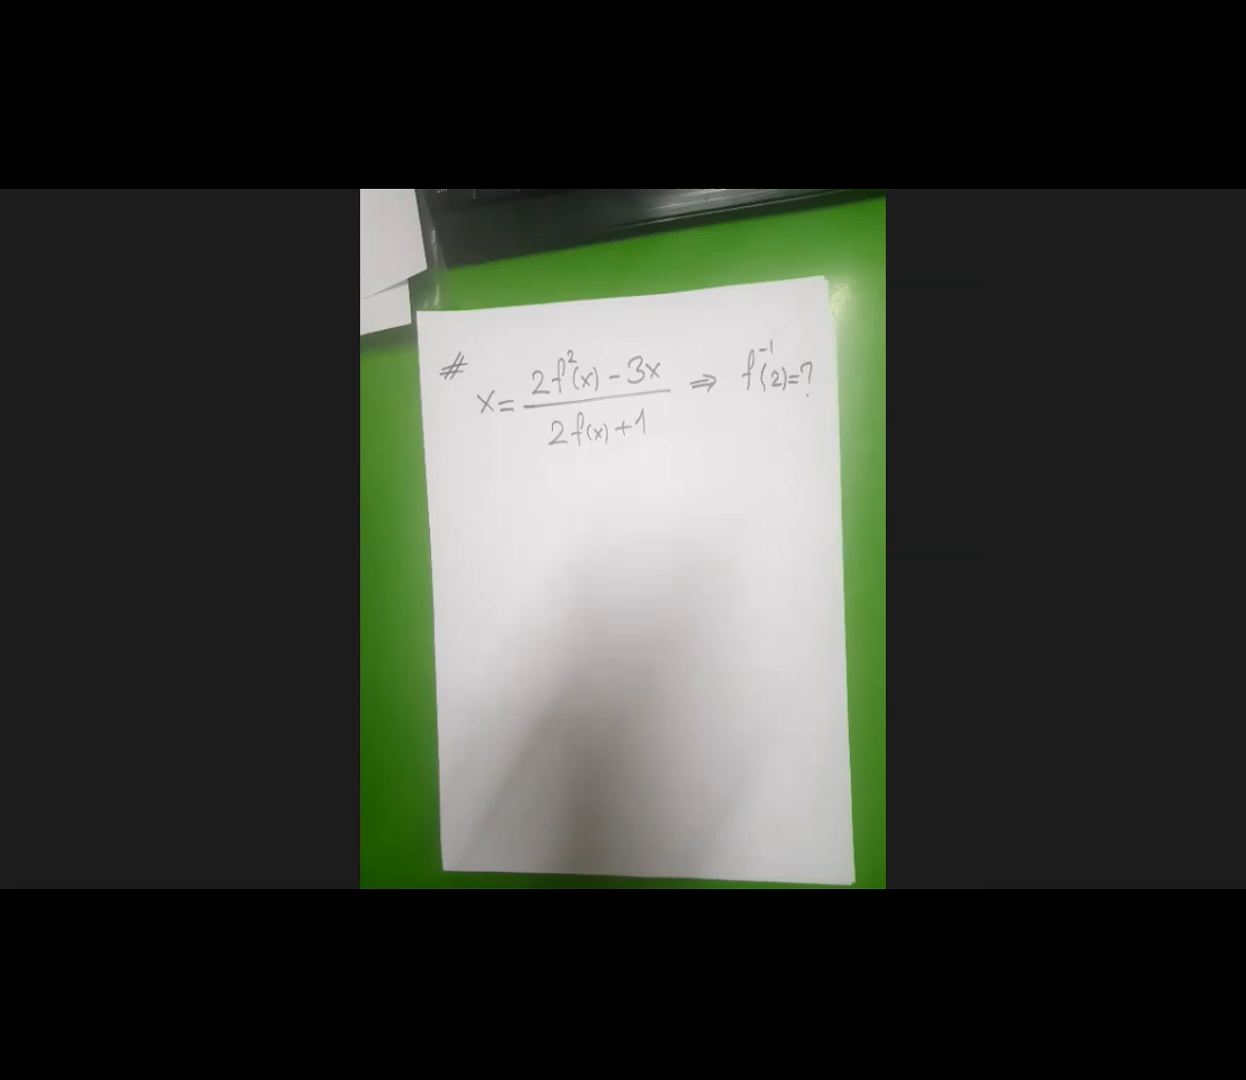 # x = (2f²(x) - 3x) / (2f(x) + 1) ⇒ f⁻¹(2) = ?